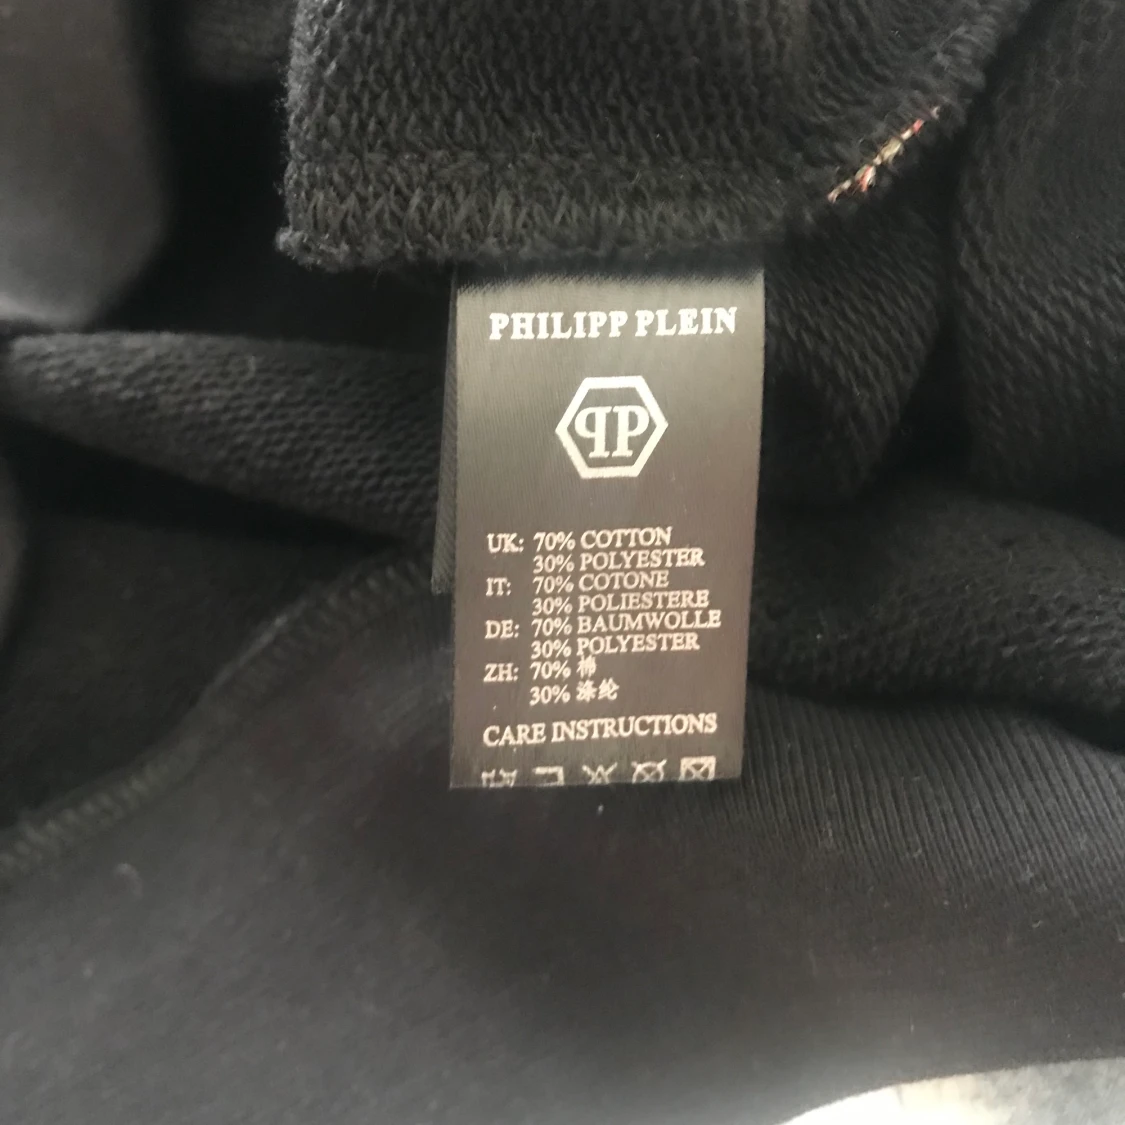 PHILIPP PLEIN
PP
UK: 70% COTTON
30% POLYESTER
IT: 70% COTONE
30% POLIESTERE
DE: 70% BAUMWOLLE
30% POLYESTER
ZH: 70% 棉
30% 涤纶
CARE INSTRUCTIONS